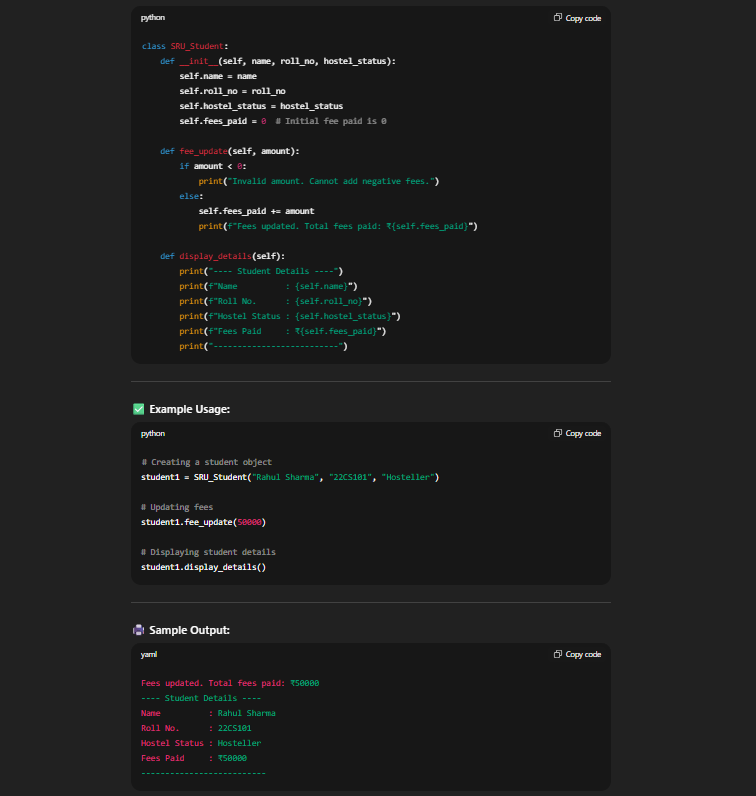 python
Copy code
class SRU_Student:
    def __init__(self, name, roll_no, hostel_status):
        self.name = name
        self.roll_no = roll_no
        self.hostel_status = hostel_status
        self.fees_paid = 0  # Initial fee paid is 0

    def fee_update(self, amount):
        if amount < 0:
            print("Invalid amount. Cannot add negative fees.")
        else:
            self.fees_paid += amount
            print(f"Fees updated. Total fees paid: ₹{self.fees_paid}")

    def display_details(self):
        print("---- Student Details ----")
        print(f"Name          : {self.name}")
        print(f"Roll No.      : {self.roll_no}")
        print(f"Hostel Status : {self.hostel_status}")
        print(f"Fees Paid     : ₹{self.fees_paid}")
        print("--------------------------")
✅ Example Usage:
python
Copy code
# Creating a student object
student1 = SRU_Student("Rahul Sharma", "22CS101", "Hosteller")

# Updating fees
student1.fee_update(50000)

# Displaying student details
student1.display_details()
🖨️ Sample Output:
yaml
Copy code
Fees updated. Total fees paid: ₹50000
---- Student Details ----
Name          : Rahul Sharma
Roll No.      : 22CS101
Hostel Status : Hosteller
Fees Paid     : ₹50000
--------------------------